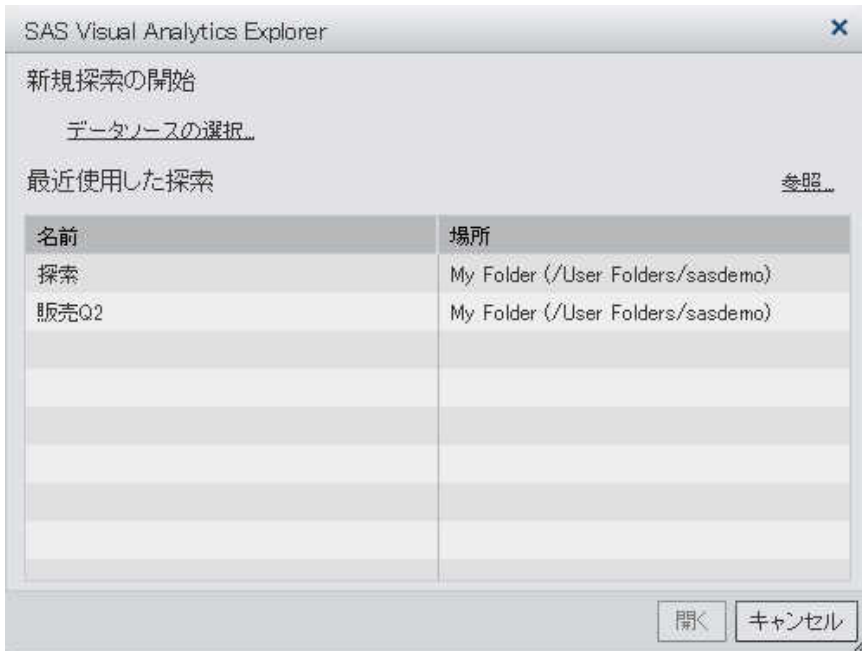 SAS Visual Analytics Explorer
新規探索の開始
データソースの選択...
最近使用した探索 参照...
名前 場所
探索 My Folder (/User Folders/sasdemo)
販売Q2 My Folder (/User Folders/sasdemo)
開く キャンセル